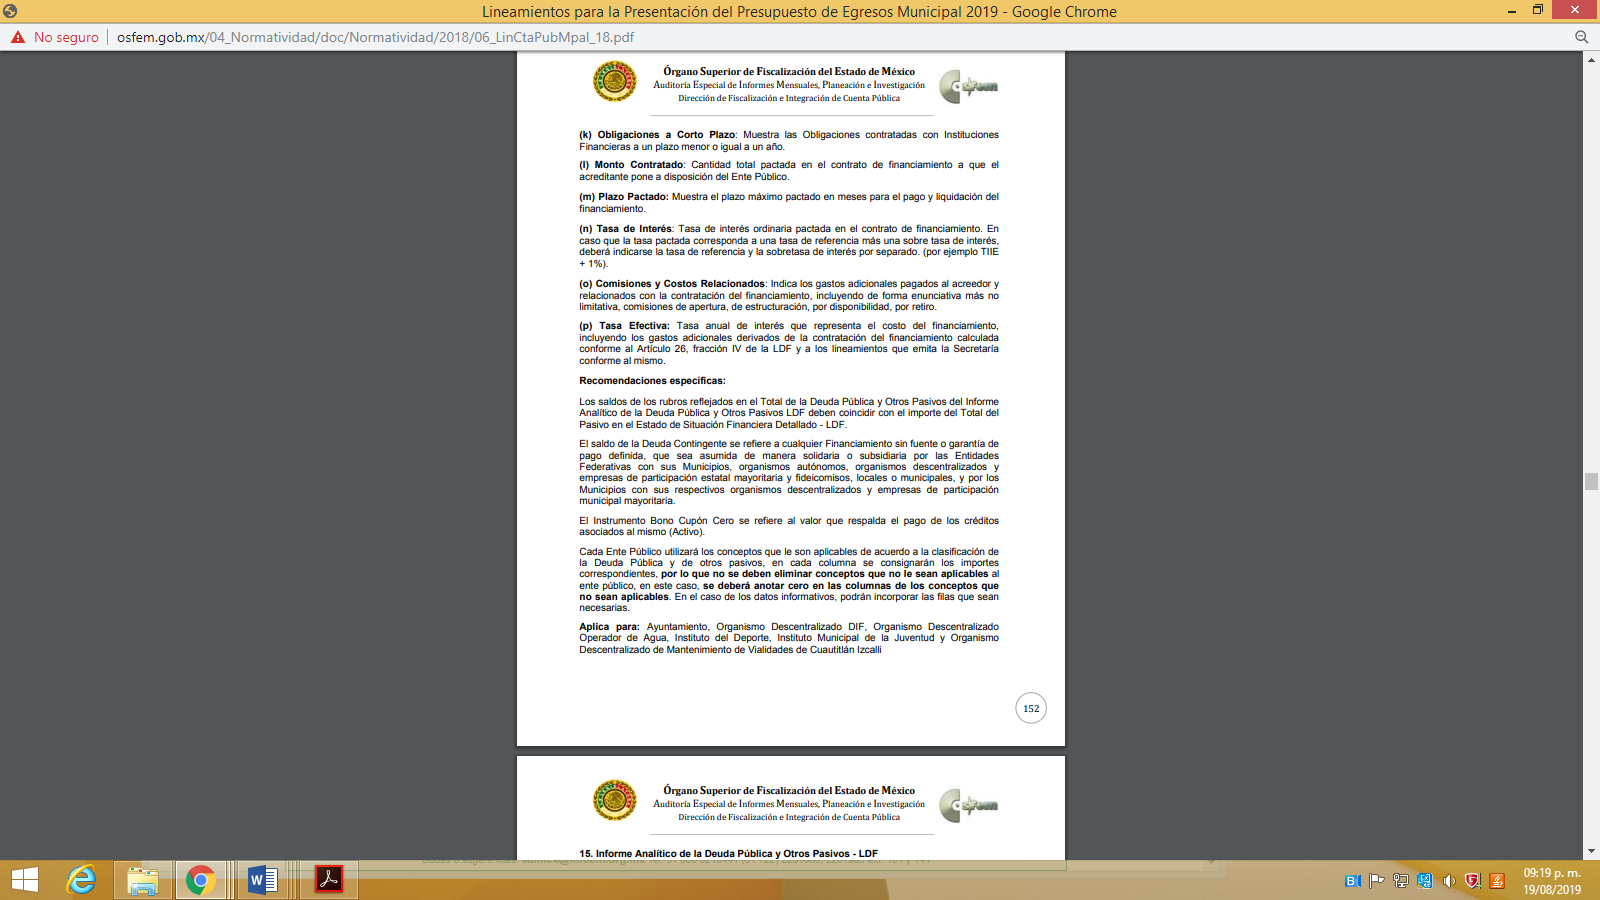 Lineamientos para la Presentación del Presupuesto de Egresos Municipal 2019 - Google Chrome
No seguro osfem.gob.mx/04_Normatividad/doc/Normatividad/2018/06_LinCtaPubMpal_18.pdf
Órgano Superior de Fiscalización del Estado de México
Auditoría Especial de Informes Mensuales, Planeación e Investigación
Dirección de Fiscalización e Integración de Cuenta Pública
osfem
(k) Obligaciones a Corto Plazo: Muestra las Obligaciones contratadas con Instituciones
Financieras a un plazo menor o igual a un año.
(l) Monto Contratado: Cantidad total pactada en el contrato de financiamiento a que el
acreditante pone a disposición del Ente Público.
(m) Plazo Pactado: Muestra el plazo máximo pactado en meses para el pago y liquidación del
financiamiento.
(n) Tasa de Interés: Tasa de interés ordinaria pactada en el contrato de financiamiento. En
caso que la tasa pactada corresponda a una tasa de referencia más una sobre tasa de interés,
deberá indicarse la tasa de referencia y la sobretasa de interés por separado. (por ejemplo TIIE
+ 1%).
(o) Comisiones y Costos Relacionados: Indica los gastos adicionales pagados al acreedor y
relacionados con la contratación del financiamiento, incluyendo de forma enunciativa más no
limitativa, comisiones de apertura, de estructuración, por disponibilidad, por retiro.
(p) Tasa Efectiva: Tasa anual de interés que representa el costo del financiamiento,
incluyendo los gastos adicionales derivados de la contratación del financiamiento calculada
conforme al Artículo 26, fracción IV de la LDF y a los lineamientos que emita la Secretaría
conforme al mismo.
Recomendaciones específicas:
Los saldos de los rubros reflejados en el Total de la Deuda Pública y Otros Pasivos del Informe
Analítico de la Deuda Pública y Otros Pasivos LDF deben coincidir con el importe del Total del
Pasivo en el Estado de Situación Financiera Detallado - LDF.
El saldo de la Deuda Contingente se refiere a cualquier Financiamiento sin fuente o garantía de
pago definida, que sea asumida de manera solidaria o subsidiaria por las Entidades
Federativas con sus Municipios, organismos autónomos, organismos descentralizados y
empresas de participación estatal mayoritaria y fideicomisos, locales o municipales, y por los
Municipios con sus respectivos organismos descentralizados y empresas de participación
municipal mayoritaria.
El Instrumento Bono Cupón Cero se refiere al valor que respalda el pago de los créditos
asociados al mismo (Activo).
Cada Ente Público utilizará los conceptos que le son aplicables de acuerdo a la clasificación de
la Deuda Pública y de otros pasivos, en cada columna se consignarán los importes
correspondientes, por lo que no se deben eliminar conceptos que no le sean aplicables al
ente público, en este caso, se deberá anotar cero en las columnas de los conceptos que
no sean aplicables. En el caso de los datos informativos, podrán incorporar las filas que sean
necesarias.
Aplica para: Ayuntamiento, Organismo Descentralizado DIF, Organismo Descentralizado
Operador de Agua, Instituto del Deporte, Instituto Municipal de la Juventud y Organismo
Descentralizado de Mantenimiento de Vialidades de Cuautitlán Izcalli
152
Órgano Superior de Fiscalización del Estado de México
Auditoría Especial de Informes Mensuales, Planeación e Investigación
Dirección de Fiscalización e Integración de Cuenta Pública
osfem
15. Informe Analítico de la Deuda Pública y Otros Pasivos - LDF
09:19 p. m.
19/08/2019